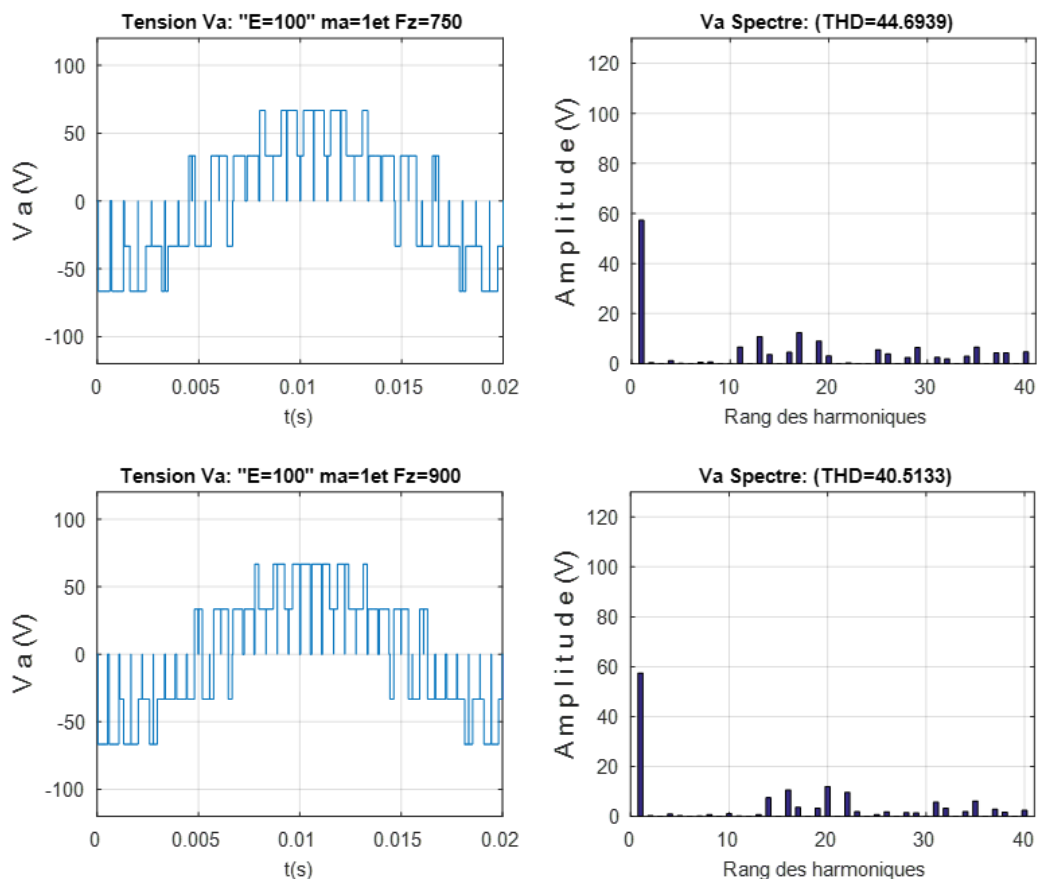 Tension Va: "E=100" ma=1et Fz=750
Va (V)
100
50
0
-50
-100
0 0.005 0.01 0.015 0.02
t(s)
Va Spectre: (THD=44.6939)
Amplitude (V)
120
100
80
60
40
20
0
0 10 20 30 40
Rang des harmoniques
Tension Va: "E=100" ma=1et Fz=900
Va (V)
100
50
0
-50
-100
0 0.005 0.01 0.015 0.02
t(s)
Va Spectre: (THD=40.5133)
Amplitude (V)
120
100
80
60
40
20
0
0 10 20 30 40
Rang des harmoniques